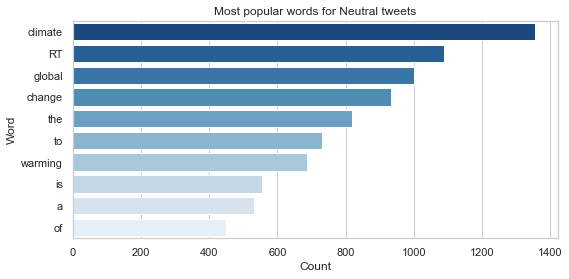 Most popular words for Neutral tweets
Word
climate
RT
global
change
the
to
warming
is
a
of
0 200 400 600 800 1000 1200 1400
Count